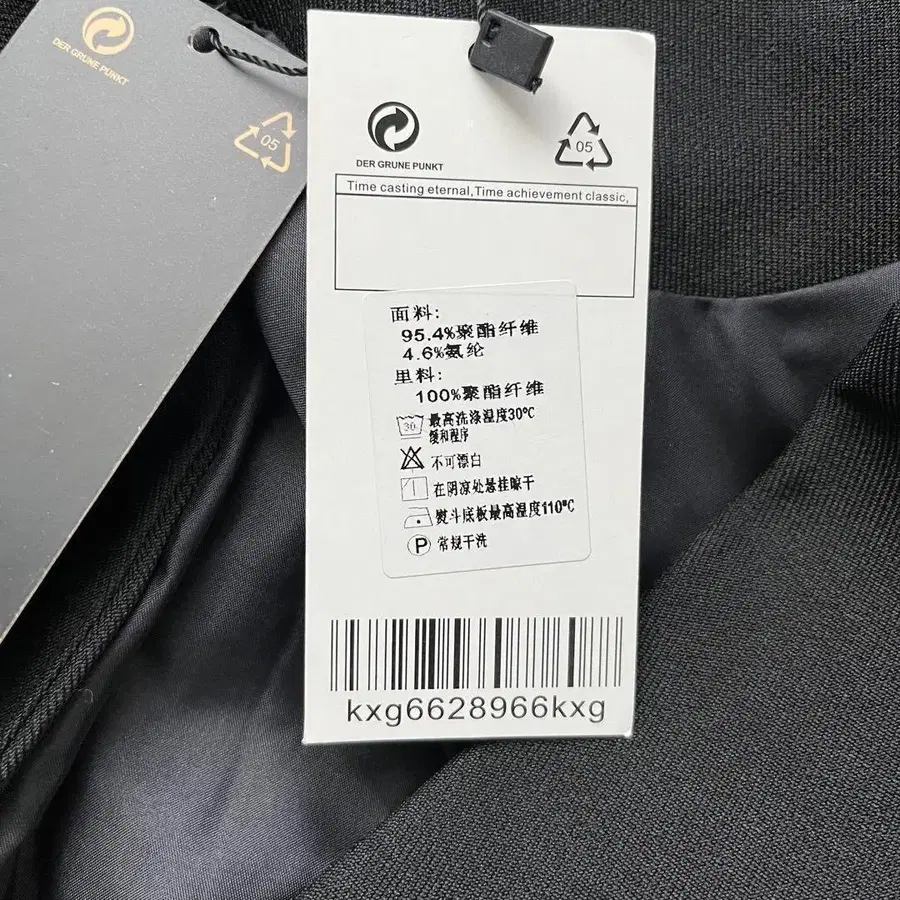 DER GRUNE PUNKT
05
DER GRUNE PUNKT
05
Time casting eternal,Time achievement classic,
面料:
95.4%聚酯纤维
4.6%氨纶
里料:
100%聚酯纤维
30 最高洗涤温度30℃
缓和程序
不可漂白
在阴凉处悬挂晾干
熨斗底板最高温度110℃
P 常规干洗
kxg6628966kxg